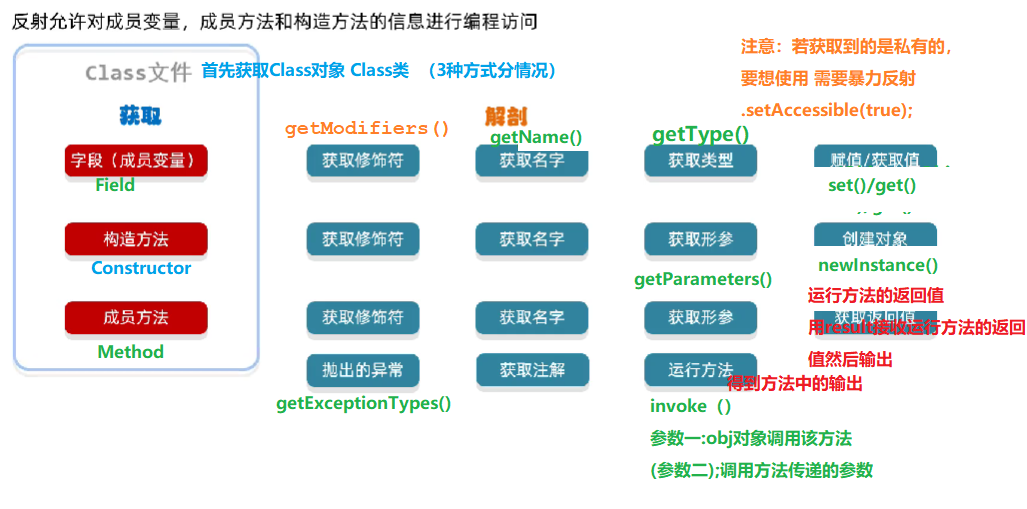 反射允许对成员变量，成员方法和构造方法的信息进行编程访问
Class文件 首先获取Class对象 Class类 （3种方式分情况）
注意：若获取到的是私有的，
要想使用 需要暴力反射
.setAccessible(true);
获取
解剖
getModifiers()
getName()
getType()
字段（成员变量）
获取修饰符
获取名字
获取类型
赋值/获取值
Field
set()/get()
构造方法
获取修饰符
获取名字
获取形参
创建对象
Constructor
getParameters()
newInstance()
运行方法的返回值
成员方法
获取修饰符
获取名字
获取形参
获取返回值
用result接收运行方法的返回
值然后输出
Method
抛出的异常
获取注解
运行方法
得到方法中的输出
getExceptionTypes()
invoke（）
参数一:obj对象调用该方法
(参数二);调用方法传递的参数